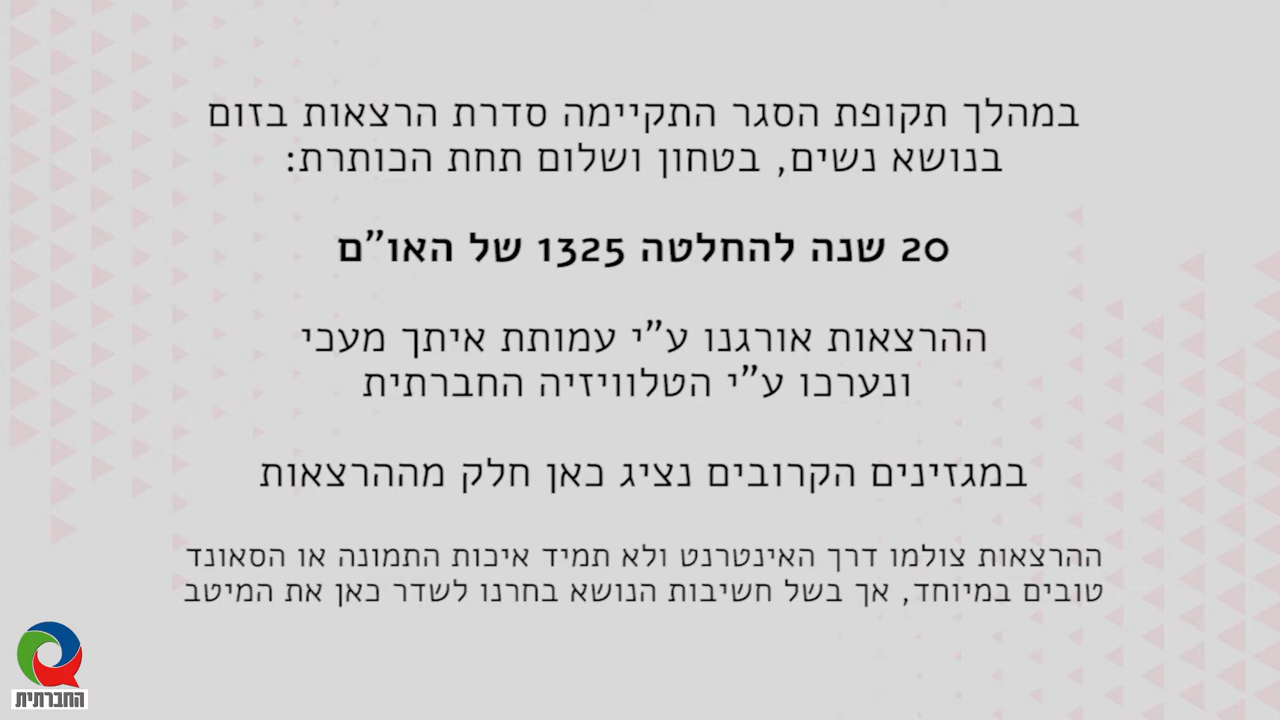 במהלך תקופת הסגר התקיימה סדרת הרצאות בזום
בנושא נשים, בטחון ושלום תחת הכותרת:
20 שנה להחלטה 1325 של האו"ם
ההרצאות אורגנו ע"י עמותת איתך מעכי
ונערכו ע"י הטלוויזיה החברתית
במגזינים הקרובים נציג כאן חלק מההרצאות
ההרצאות צולמו דרך האינטרנט ולא תמיד איכות התמונה או הסאונד
טובים במיוחד, אך בשל חשיבות הנושא בחרנו לשדר כאן את המיטב
החברתית